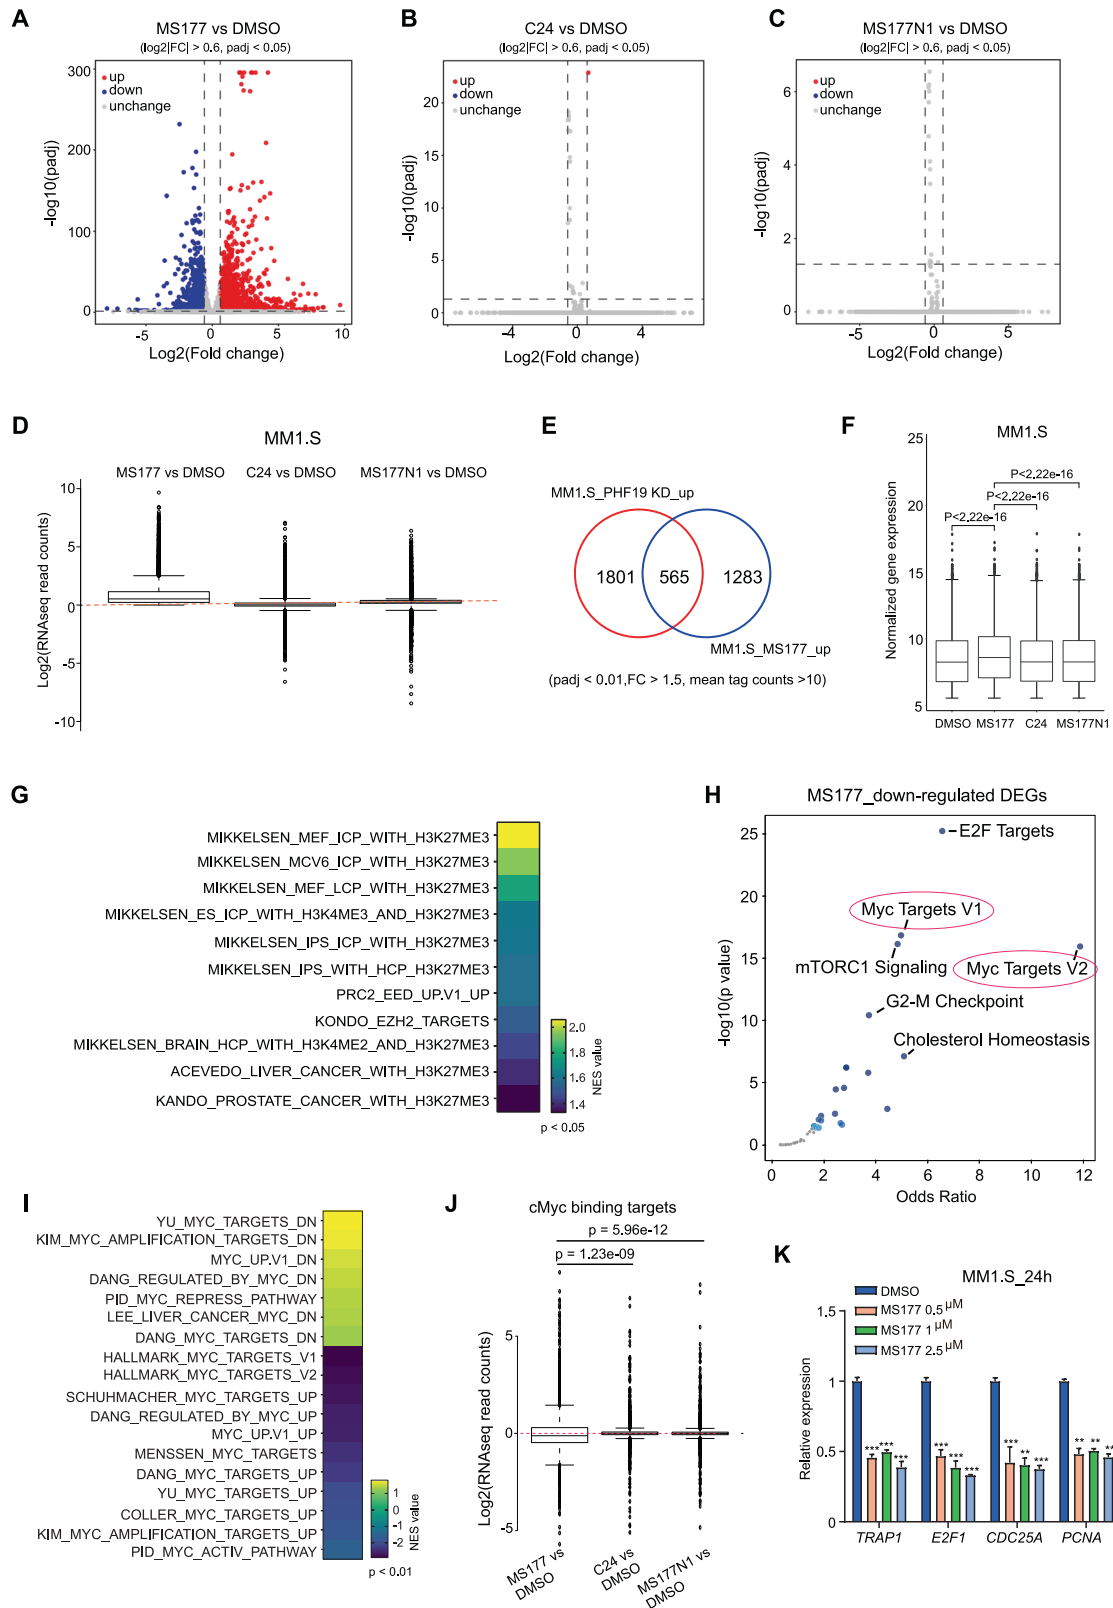 A
MS177 vs DMSO
(log2|FC| > 0.6, padj < 0.05)
up
down
unchange
300
200
100
0
-log10(padj)
-5
0
5
10
Log2(Fold change)
B
C24 vs DMSO
(log2|FC| > 0.6, padj < 0.05)
up
down
unchange
20
15
10
5
0
-log10(padj)
-4
0
4
Log2(Fold change)
C
MS177N1 vs DMSO
(log2|FC| > 0.6, padj < 0.05)
up
down
unchange
6
4
2
0
-log10(padj)
-5
0
5
Log2(Fold change)
D
MM1.S
MS177 vs DMSO
C24 vs DMSO
MS177N1 vs DMSO
10
5
0
-5
-10
Log2(RNAseq read counts)
E
MM1.S_PHF19 KD_up
1801
565
1283
MM1.S_MS177_up
(padj < 0.01,FC > 1.5, mean tag counts >10)
F
MM1.S
25
20
15
10
5
Normalized gene expression
P<2.22e-16
P<2.22e-16
P<2.22e-16
DMSO
MS177
C24
MS177N1
G
MIKKELSEN_MEF_ICP_WITH_H3K27ME3
MIKKELSEN_MCV6_ICP_WITH_H3K27ME3
MIKKELSEN_MEF_LCP_WITH_H3K27ME3
MIKKELSEN_ES_ICP_WITH_H3K4ME3_AND_H3K27ME3
MIKKELSEN_IPS_ICP_WITH_H3K27ME3
MIKKELSEN_IPS_WITH_HCP_H3K27ME3
PRC2_EED_UP.V1_UP
KONDO_EZH2_TARGETS
MIKKELSEN_BRAIN_HCP_WITH_H3K4ME2_AND_H3K27ME3
ACEVEDO_LIVER_CANCER_WITH_H3K27ME3
KANDO_PROSTATE_CANCER_WITH_H3K27ME3
2.0
1.8
1.6
1.4
NES value
p < 0.05
H
MS177_down-regulated DEGs
25
20
15
10
5
0
-log10(p value)
E2F Targets
Myc Targets V1
mTORC1 Signaling
Myc Targets V2
G2-M Checkpoint
Cholesterol Homeostasis
0
2
4
6
8
10
12
Odds Ratio
I
YU_MYC_TARGETS_DN
KIM_MYC_AMPLIFICATION_TARGETS_DN
MYC_UP.V1_DN
DANG_REGULATED_BY_MYC_DN
PID_MYC_REPRESS_PATHWAY
LEE_LIVER_CANCER_MYC_DN
DANG_MYC_TARGETS_DN
HALLMARK_MYC_TARGETS_V1
HALLMARK_MYC_TARGETS_V2
SCHUHMACHER_MYC_TARGETS_UP
DANG_REGULATED_BY_MYC_UP
MYC_UP.V1_UP
MENSSEN_MYC_TARGETS
DANG_MYC_TARGETS_UP
YU_MYC_TARGETS_UP
COLLER_MYC_TARGETS_UP
KIM_MYC_AMPLIFICATION_TARGETS_UP
PID_MYC_ACTIV_PATHWAY
1
0
-1
-2
NES value
p < 0.01
J
cMyc binding targets
p = 5.96e-12
p = 1.23e-09
5
0
-5
Log2(RNAseq read counts)
MS177 vs
DMSO
C24 vs
DMSO
MS177N1 vs
DMSO
K
MM1.S_24h
DMSO
MS177 0.5 µM
MS177 1 µM
MS177 2.5 µM
1.5
1
0.5
0
Relative expression
*** *** ***
*** *** ***
*** ** ***
** ** **
TRAP1
E2F1
CDC25A
PCNA